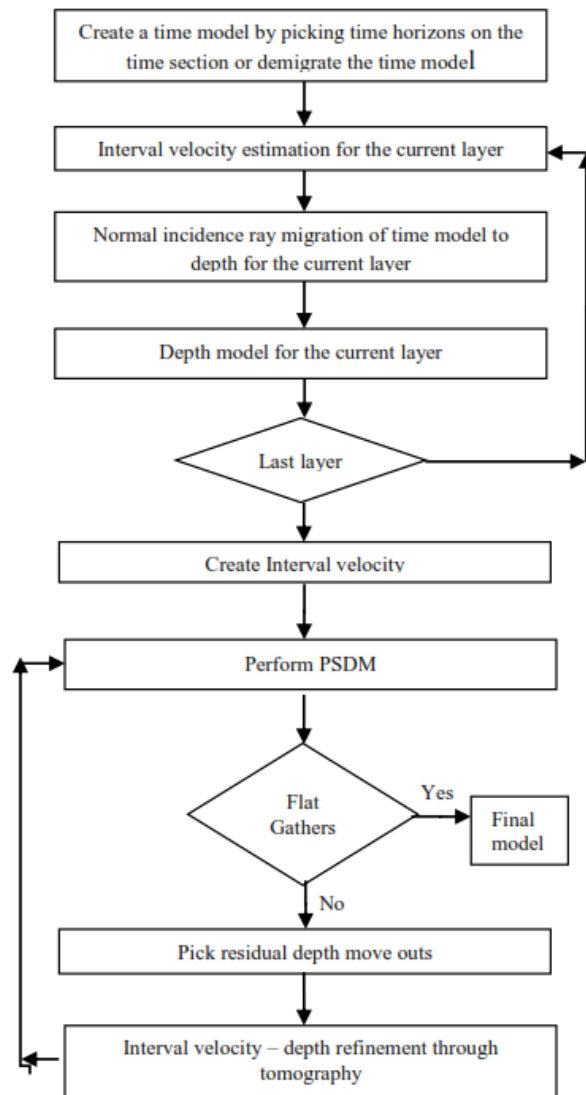 Create a time model by picking time horizons on the
time section or demigrate the time model
Interval velocity estimation for the current layer
Normal incidence ray migration of time model to
depth for the current layer
Depth model for the current layer
Last layer
Create Interval velocity
Perform PSDM
Flat
Gathers
Yes
Final
model
No
Pick residual depth move outs
Interval velocity – depth refinement through
tomography